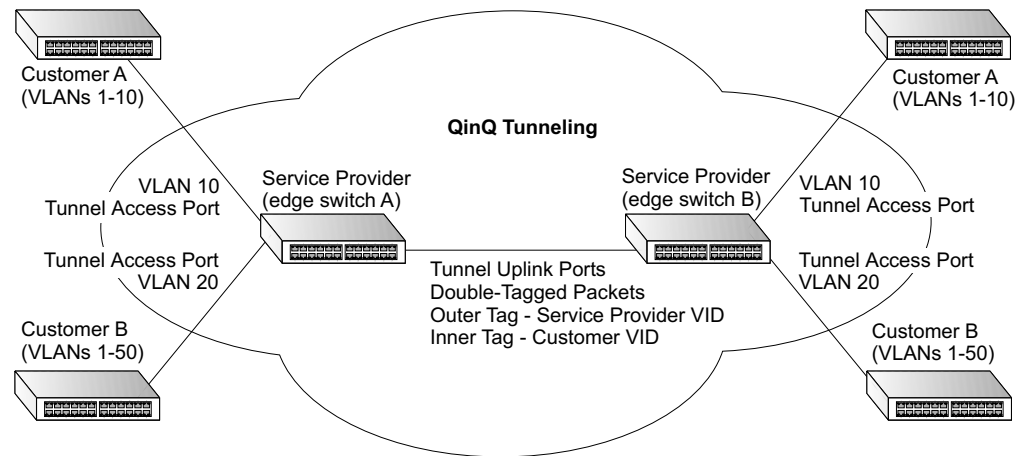 Customer A
(VLANs 1-10)
Customer A
(VLANs 1-10)
QinQ Tunneling
VLAN 10
Tunnel Access Port
Service Provider
(edge switch A)
Service Provider
(edge switch B)
VLAN 10
Tunnel Access Port
Tunnel Access Port
VLAN 20
Tunnel Uplink Ports
Double-Tagged Packets
Outer Tag - Service Provider VID
Inner Tag - Customer VID
Tunnel Access Port
VLAN 20
Customer B
(VLANs 1-50)
Customer B
(VLANs 1-50)